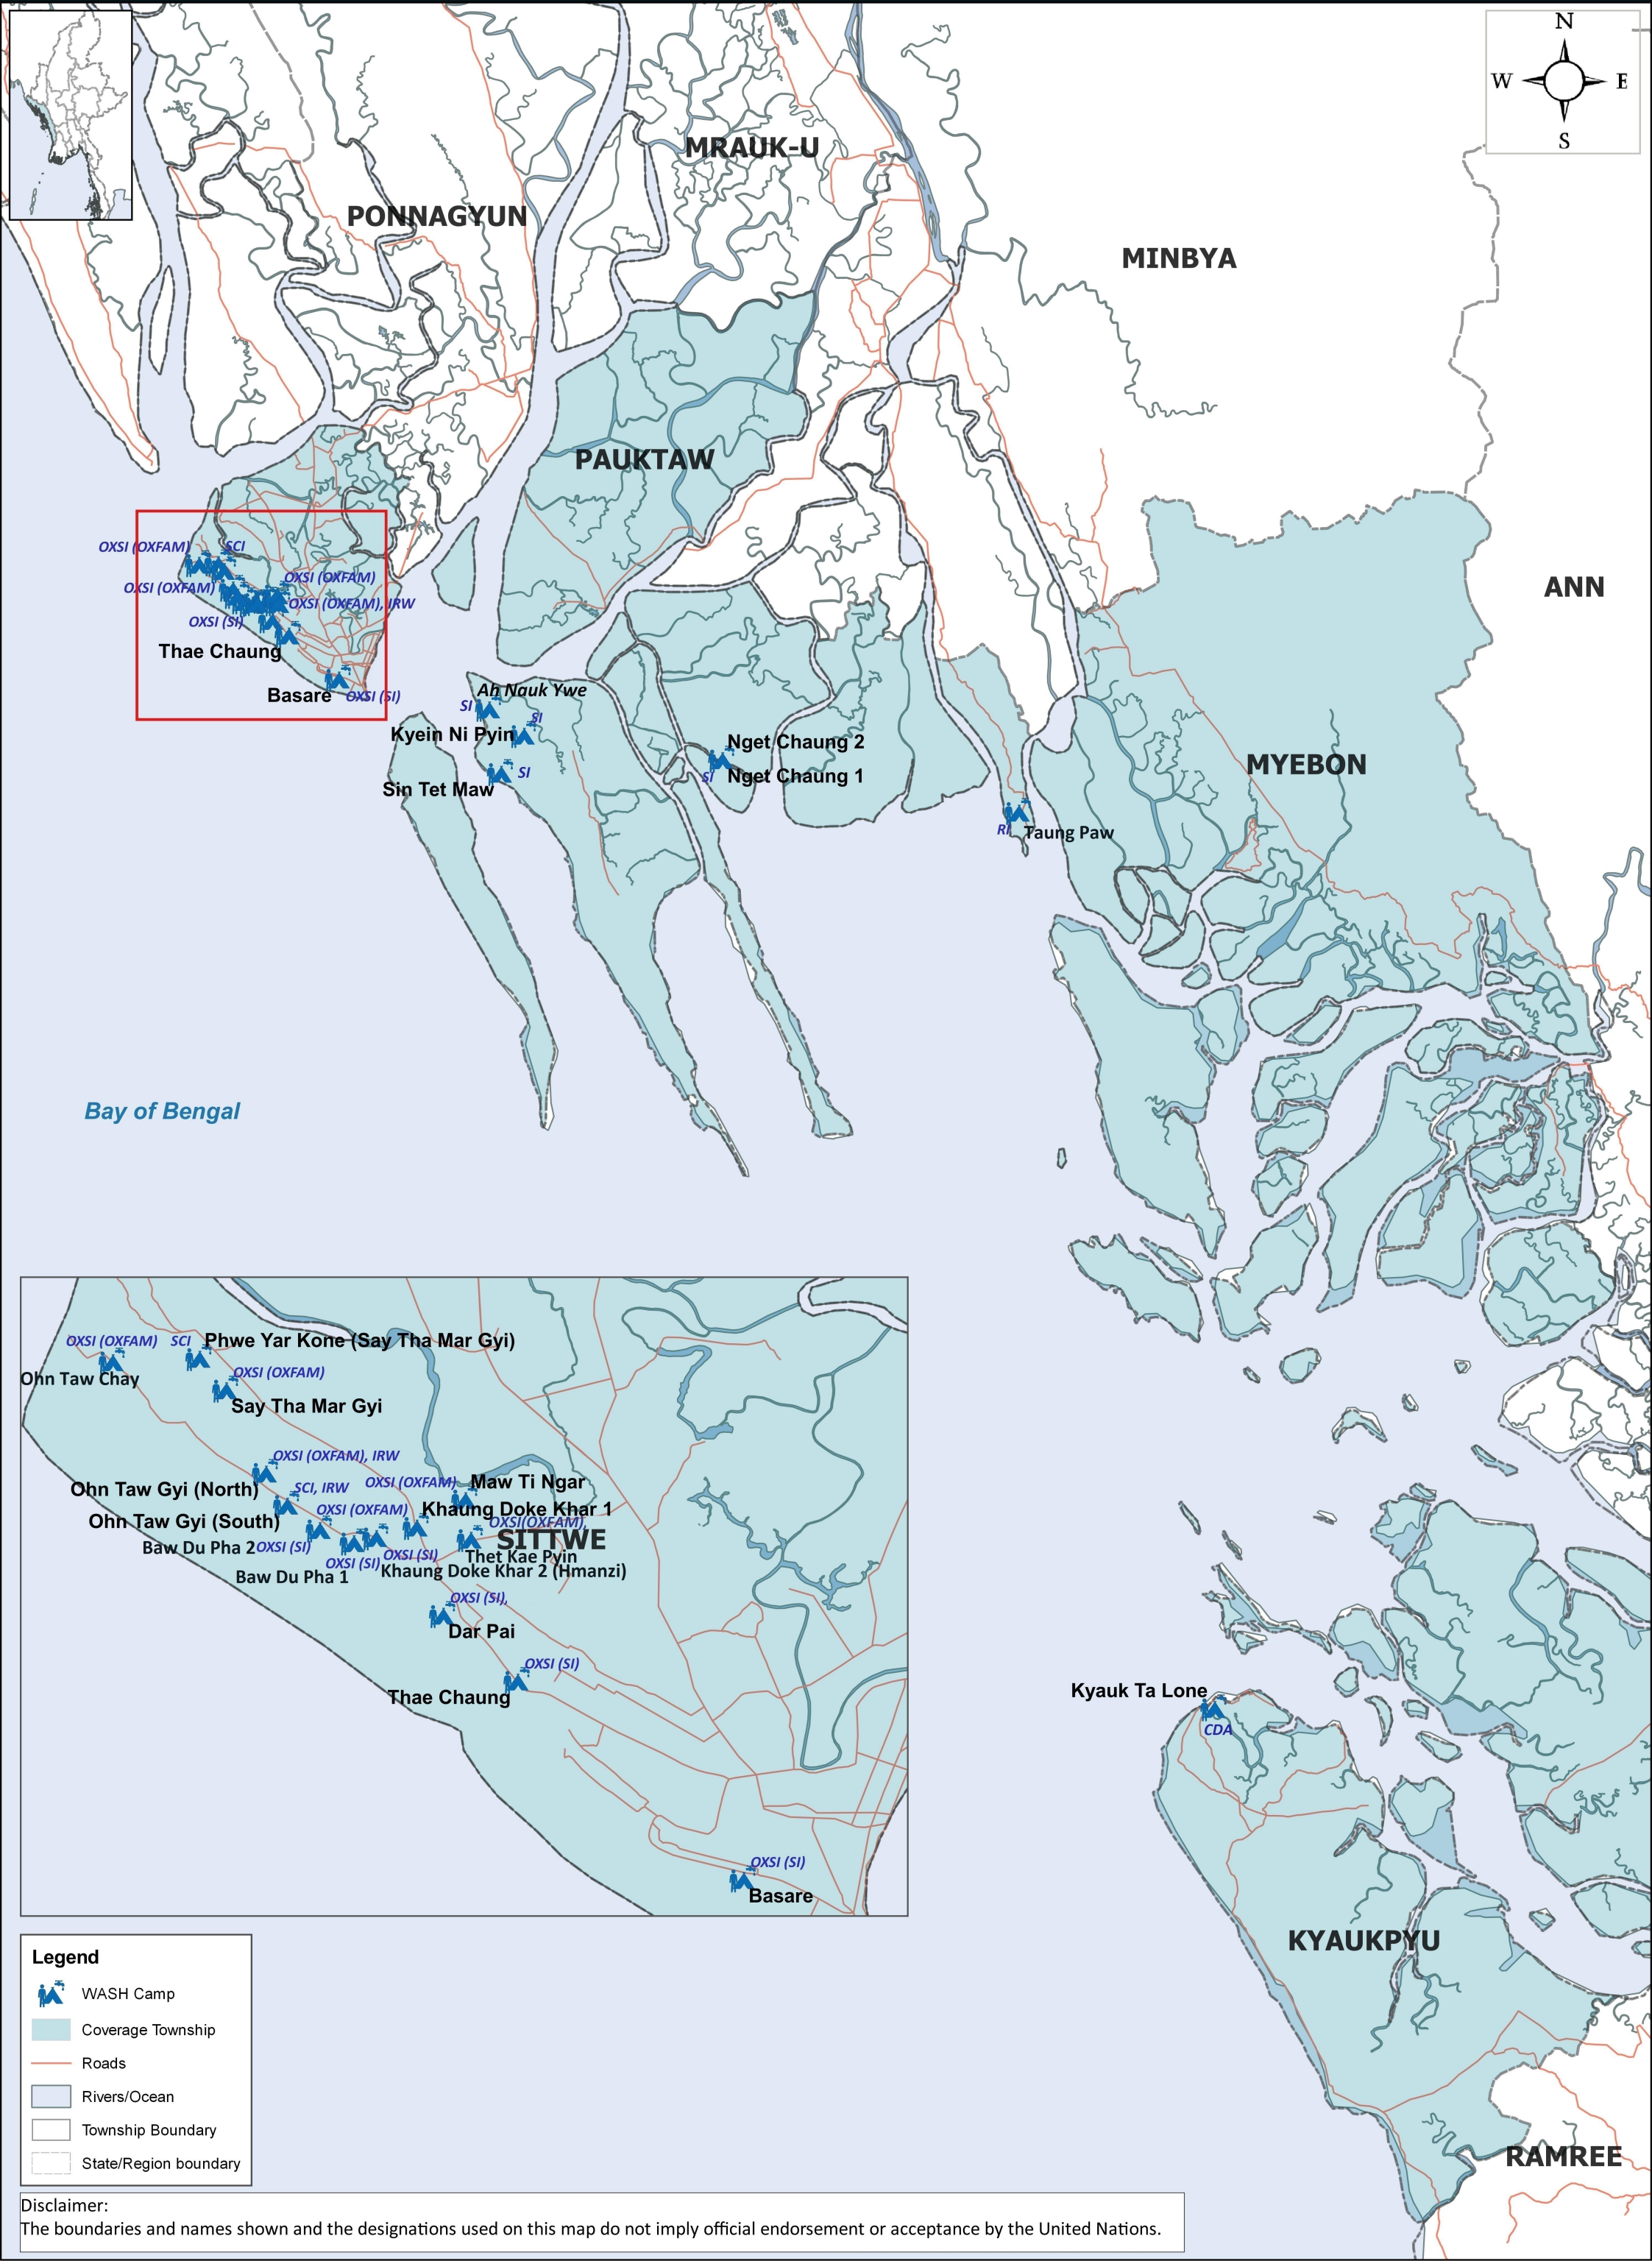 N
W E
S
MRAUK-U
PONNAGYUN
MINBYA
PAUKTAW
ANN
OXSI (OXFAM)
SCI
OXSI (OXFAM)
OXSI (OXFAM)
OXSI (OXFAM), IRW
OXSI (SI)
Thae Chaung
Basare
OXSI (SI)
Ah Nauk Ywe
SI
SI
Kyein Ni Pyin
SI
Sin Tet Maw
Nget Chaung 2
SI
Nget Chaung 1
MYEBON
RI
Taung Paw
Bay of Bengal
OXSI (OXFAM)
SCI
Phwe Yar Kone (Say Tha Mar Gyi)
Ohn Taw Chay
OXSI (OXFAM)
Say Tha Mar Gyi
OXSI (OXFAM), IRW
Ohn Taw Gyi (North)
SCI, IRW
OXSI (OXFAM)
Maw Ti Ngar
OXSI (OXFAM)
Khaung Doke Khar 1
Ohn Taw Gyi (South)
OXSI(OXFAM),
SITTWE
Baw Du Pha 2
OXSI (SI)
OXSI (SI)
OXSI (SI)
Thet Kae Pyin
Baw Du Pha 1
Khaung Doke Khar 2 (Hmanzi)
OXSI (SI),
Dar Pai
OXSI (SI)
Thae Chaung
OXSI (SI)
Basare
Kyauk Ta Lone
CDA
KYAUKPYU
RAMREE
Legend
WASH Camp
Coverage Township
Roads
Rivers/Ocean
Township Boundary
State/Region boundary
Disclaimer:
The boundaries and names shown and the designations used on this map do not imply official endorsement or acceptance by the United Nations.